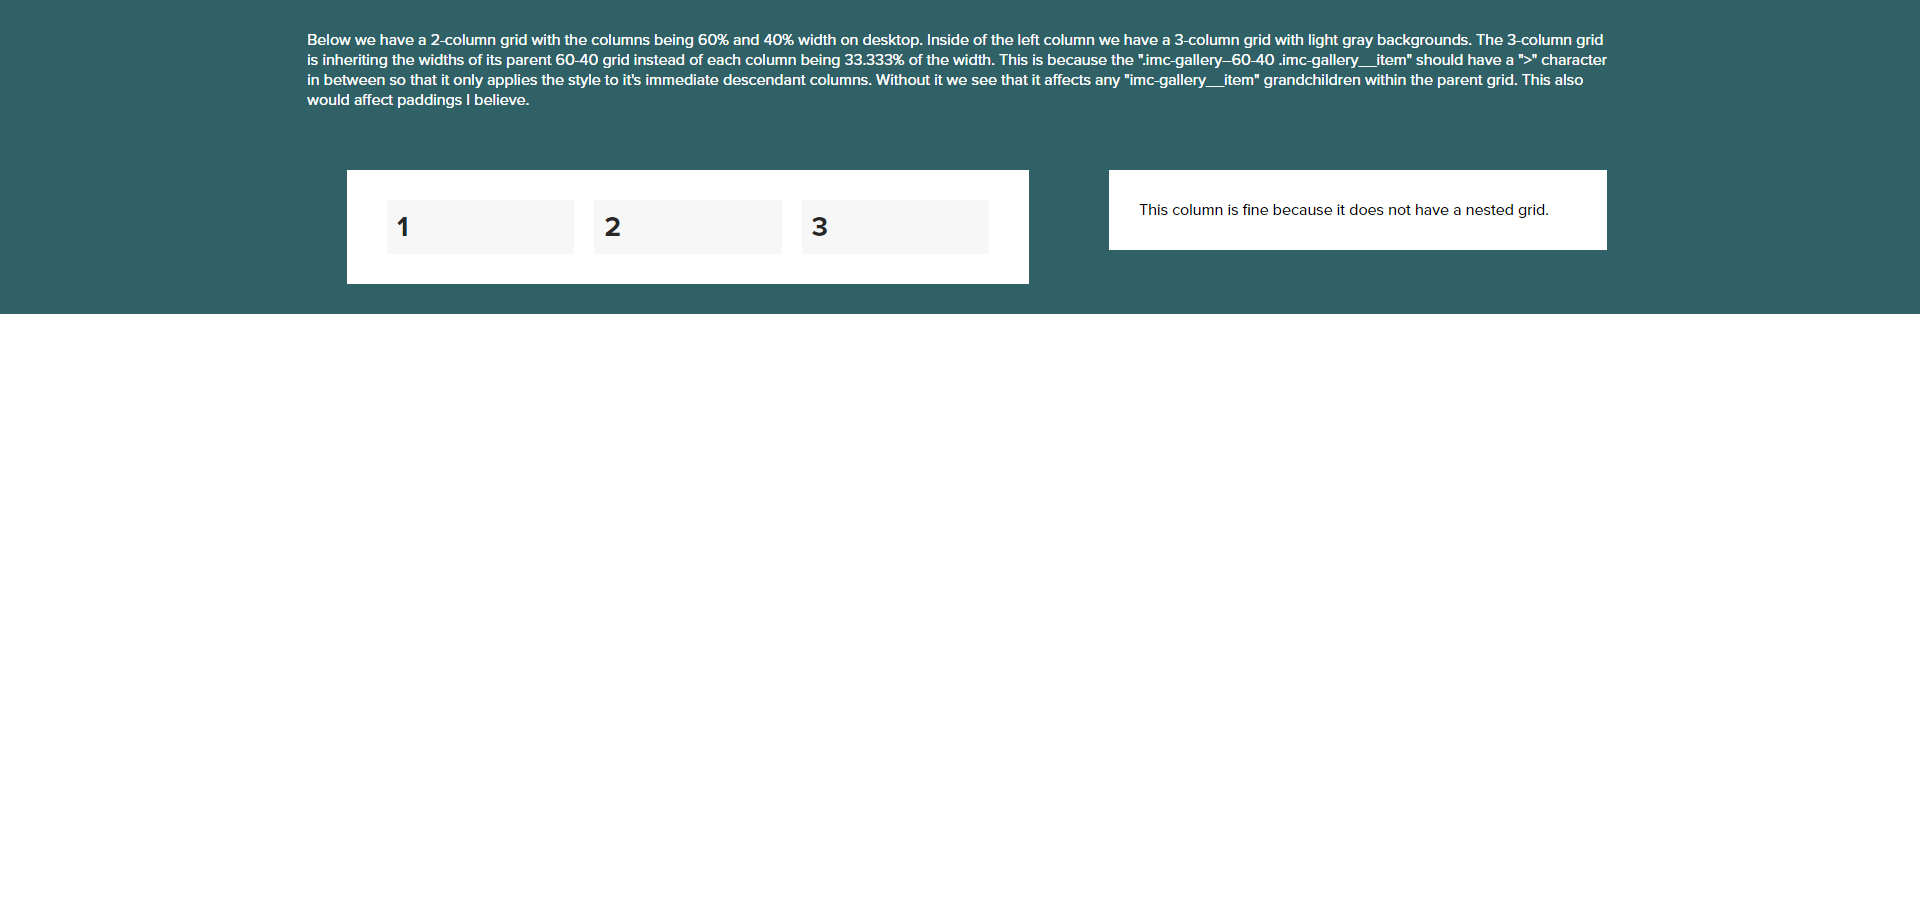 Below we have a 2-column grid with the columns being 60% and 40% width on desktop. Inside of the left column we have a 3-column grid with light gray backgrounds. The 3-column grid
is inheriting the widths of its parent 60-40 grid instead of each column being 33.333% of the width. This is because the ".imc-gallery--60-40 .imc-gallery__item" should have a ">" character
in between so that it only applies the style to it's immediate descendant columns. Without it we see that it affects any "imc-gallery__item" grandchildren within the parent grid. This also
would affect paddings I believe.
1
2
3
This column is fine because it does not have a nested grid.